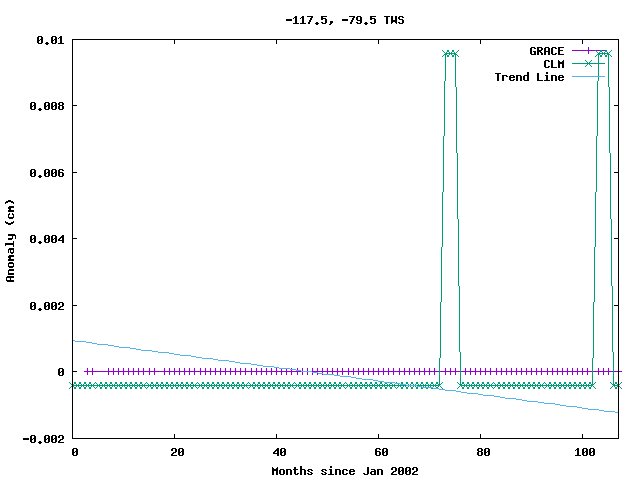 -117.5, -79.5 TWS
0.01
0.008
0.006
0.004
0.002
0
-0.002
Anomaly (cm)
GRACE
CLM
Trend Line
0 20 40 60 80 100
Months since Jan 2002